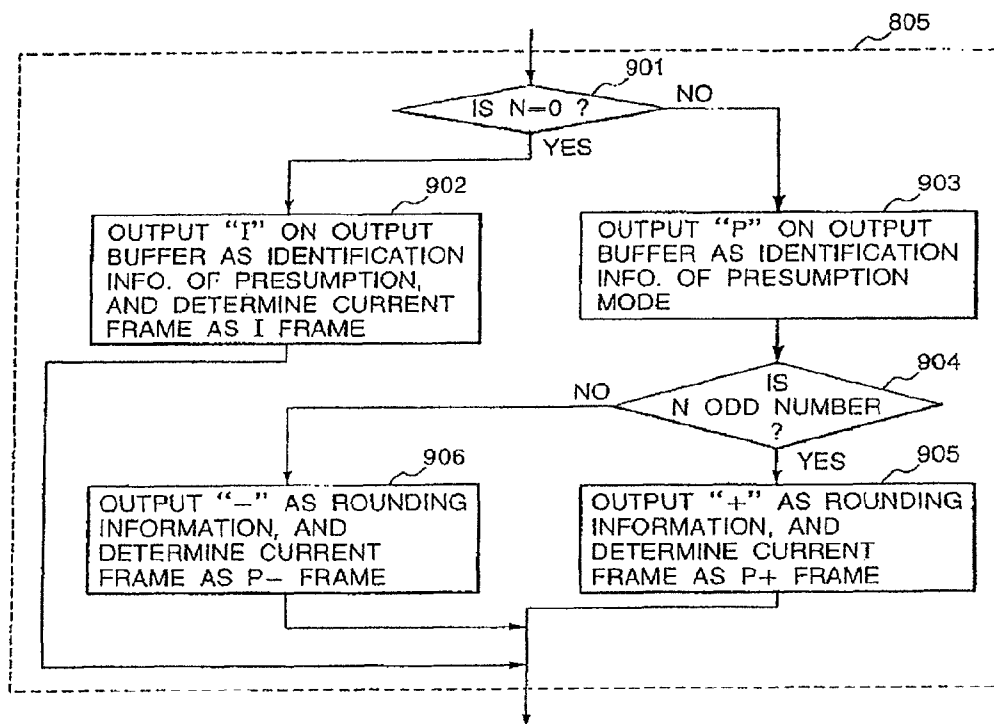 805
901
IS N=0 ?
NO
YES
902
OUTPUT "I" ON OUTPUT
BUFFER AS IDENTIFICATION
INFO. OF PRESUMPTION,
AND DETERMINE CURRENT
FRAME AS I FRAME
903
OUTPUT "P" ON OUTPUT
BUFFER AS IDENTIFICATION
INFO. OF PRESUMPTION
MODE
904
IS
N ODD NUMBER
?
NO
YES
906
OUTPUT "−" AS ROUNDING
INFORMATION, AND
DETERMINE CURRENT
FRAME AS P− FRAME
905
OUTPUT "+" AS ROUNDING
INFORMATION, AND
DETERMINE CURRENT
FRAME AS P+ FRAME